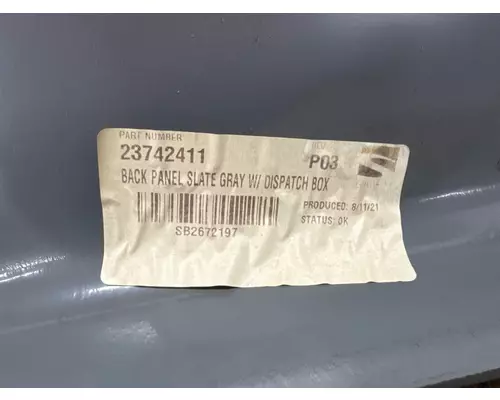 PART NUMBER
23742411
REV
P03
BACK PANEL SLATE GRAY W/ DISPATCH BOX
PRODUCED: 8/11/21
STATUS: OK
SB2672197